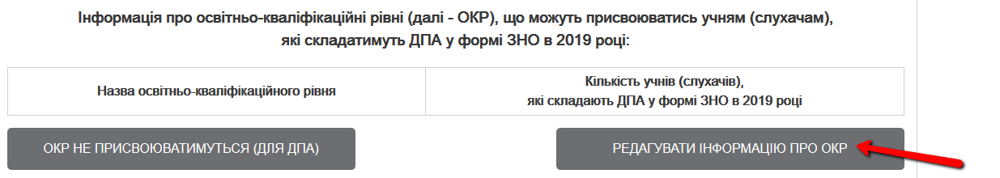 Інформація про освітньо-кваліфікаційні рівні (далі - ОКР), що можуть присвоюватись учням (слухачам),
які складатимуть ДПА у формі ЗНО в 2019 році:
Назва освітньо-кваліфікаційного рівня
Кількість учнів (слухачів),
які складають ДПА у формі ЗНО в 2019 році
ОКР НЕ ПРИСВОЮВАТИМУТЬСЯ (ДЛЯ ДПА)
РЕДАГУВАТИ ІНФОРМАЦІЮ ПРО ОКР